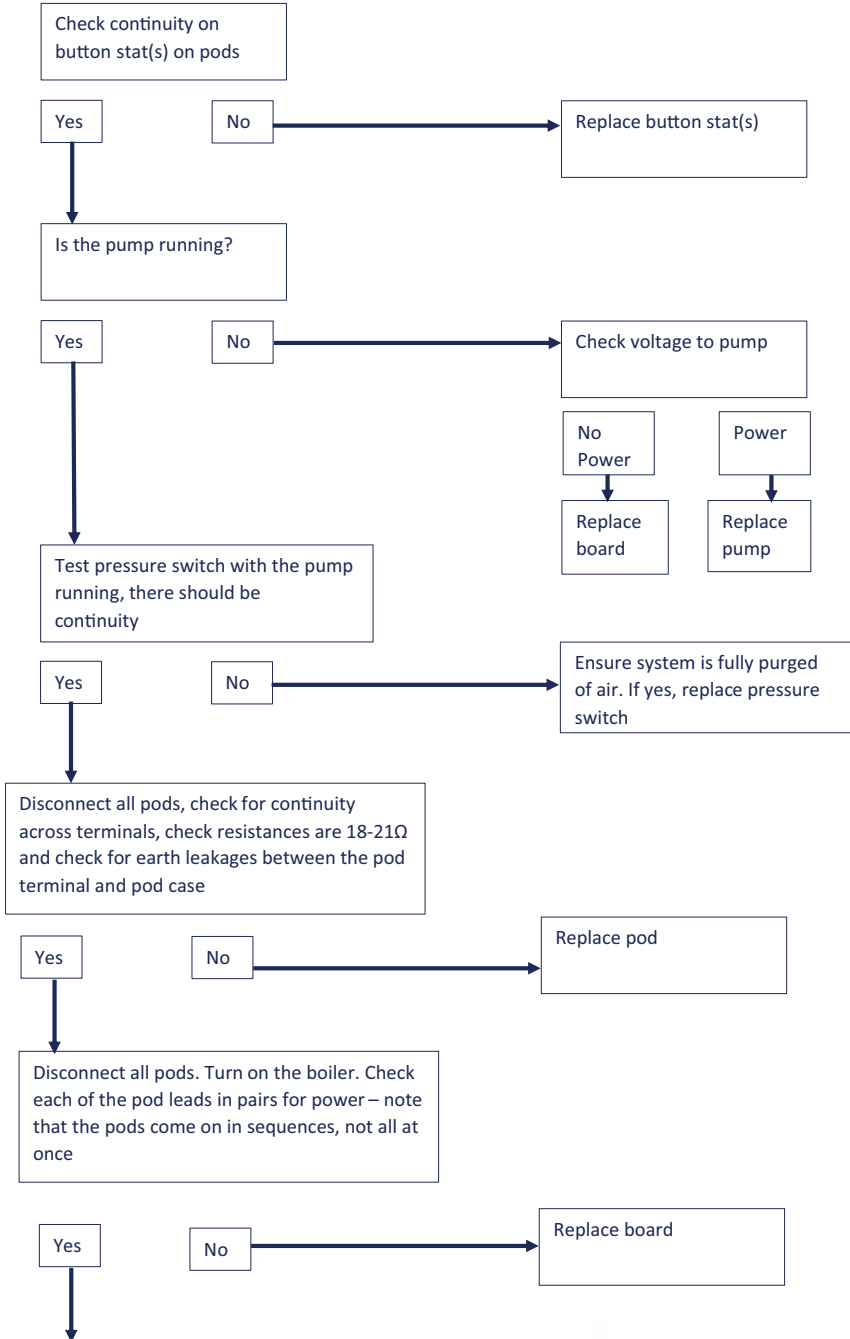 Check continuity on
button stat(s) on pods
Yes
No
Replace button stat(s)
Is the pump running?
Yes
No
Check voltage to pump
No
Power
Power
Replace
board
Replace
pump
Test pressure switch with the pump
running, there should be
continuity
Yes
No
Ensure system is fully purged
of air. If yes, replace pressure
switch
Disconnect all pods, check for continuity
across terminals, check resistances are 18-21Ω
and check for earth leakages between the pod
terminal and pod case
Yes
No
Replace pod
Disconnect all pods. Turn on the boiler. Check
each of the pod leads in pairs for power – note
that the pods come on in sequences, not all at
once
Yes
No
Replace board